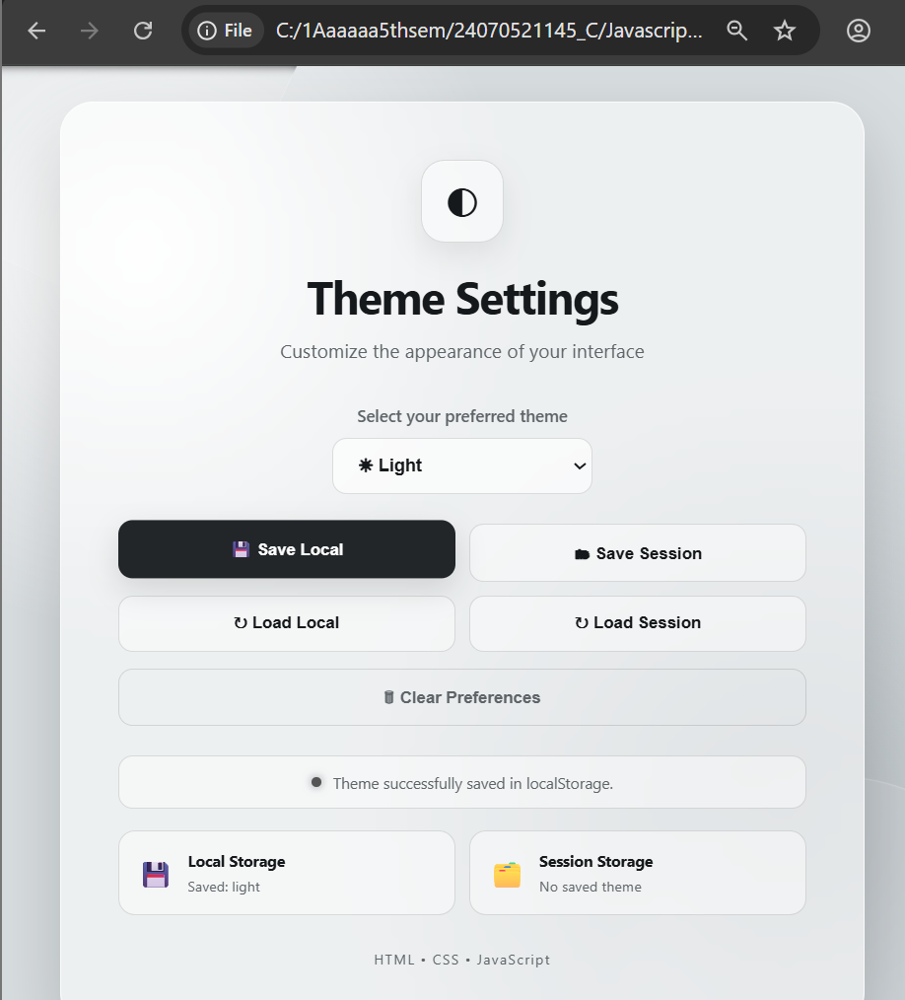 File C:/1Aaaaaa5thsem/24070521145_C/Javascrip...
Theme Settings
Customize the appearance of your interface
Select your preferred theme
☀ Light
💾 Save Local
Save Session
↻ Load Local
↻ Load Session
🗑 Clear Preferences
Theme successfully saved in localStorage.
Local Storage
Saved: light
Session Storage
No saved theme
HTML • CSS • JavaScript